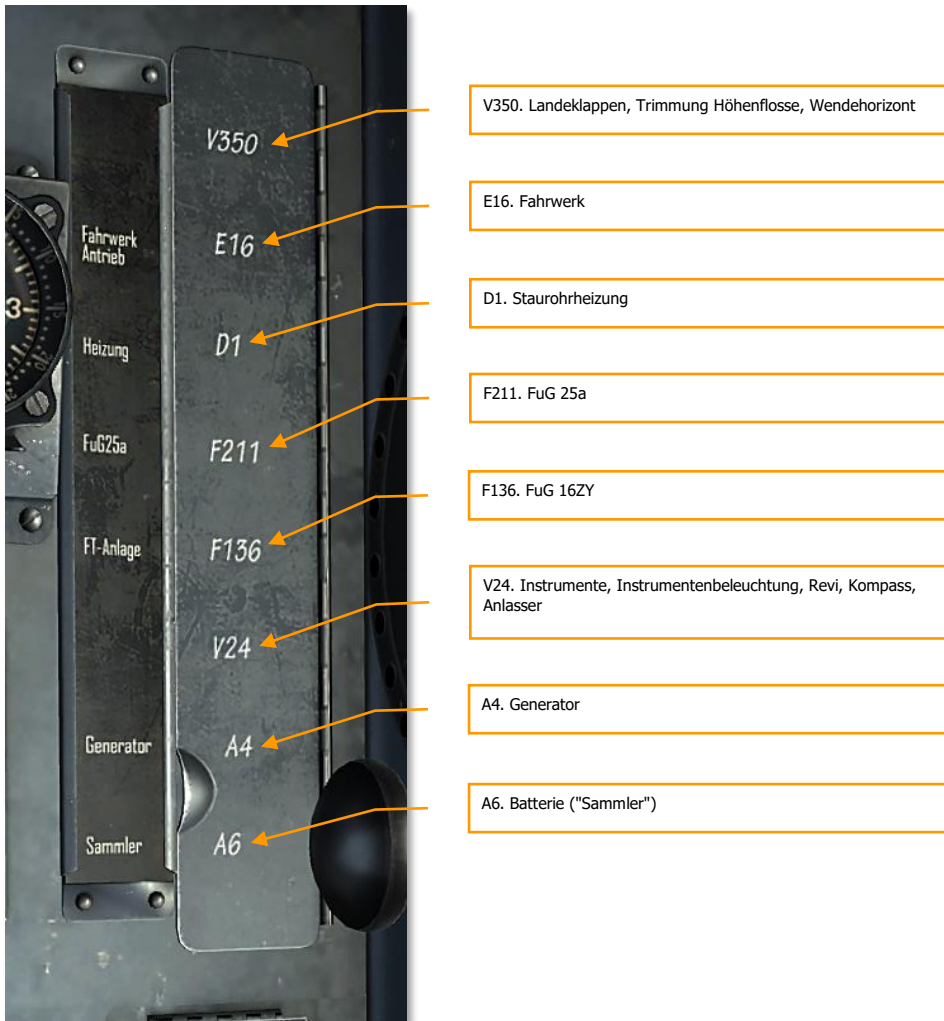 V350
E16
D1
F211
F136
V24
A4
A6
Fahrwerk
Antrieb
Heizung
FuG25a
FT-Anlage
Generator
Sammler
3
V350. Landeklappen, Trimmung Höhenflosse, Wendehorizont
E16. Fahrwerk
D1. Staurohrheizung
F211. FuG 25a
F136. FuG 16ZY
V24. Instrumente, Instrumentenbeleuchtung, Revi, Kompass,
Anlasser
A4. Generator
A6. Batterie ("Sammler")